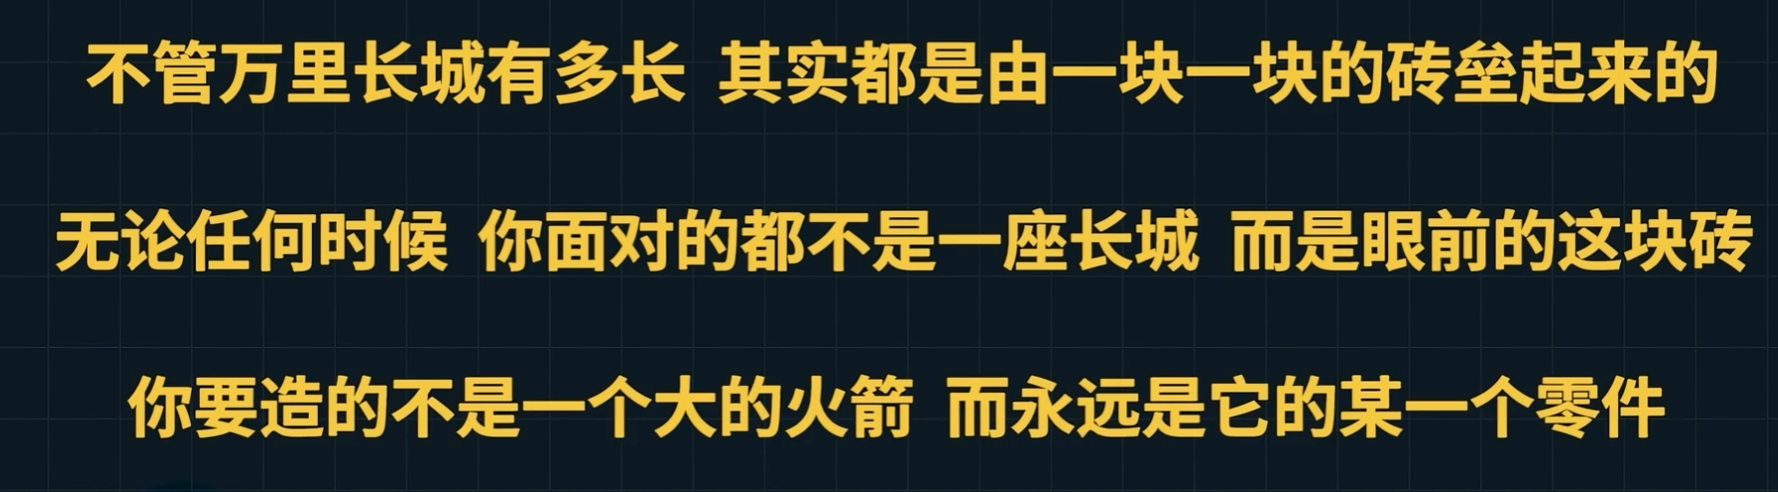 不管万里长城有多长 其实都是由一块一块的砖垒起来的
无论任何时候 你面对的都不是一座长城 而是眼前的这块砖
你要造的不是一个大的火箭 而永远是它的某一个零件